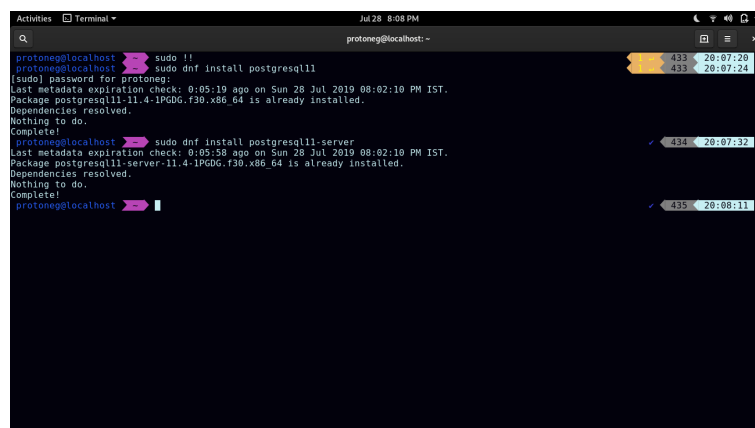 Activities Terminal Jul 28 8:08 PM
protoneg@localhost: ~
protoneg@localhost ~ sudo !! 1 ↵ 433 20:07:20
protoneg@localhost ~ sudo dnf install postgresql11 1 ↵ 433 20:07:24
[sudo] password for protoneg:
Last metadata expiration check: 0:05:19 ago on Sun 28 Jul 2019 08:02:10 PM IST.
Package postgresql11-11.4-1PGDG.f30.x86_64 is already installed.
Dependencies resolved.
Nothing to do.
Complete!
protoneg@localhost ~ sudo dnf install postgresql11-server ✔ 434 20:07:32
Last metadata expiration check: 0:05:58 ago on Sun 28 Jul 2019 08:02:10 PM IST.
Package postgresql11-server-11.4-1PGDG.f30.x86_64 is already installed.
Dependencies resolved.
Nothing to do.
Complete!
protoneg@localhost ~ ✔ 435 20:08:11